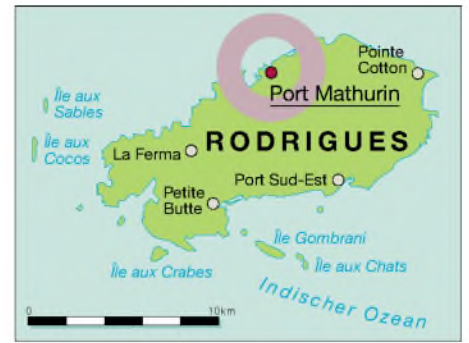 Pointe
Cotton
Port Mathurin
Île aux
Sables
Île aux
Cocos
La Ferma
RODRIGUES
Port Sud-Est
Petite
Butte
Île Gombrani
Île aux Chats
Île aux Crabes
Indischer Ozean
0
10km